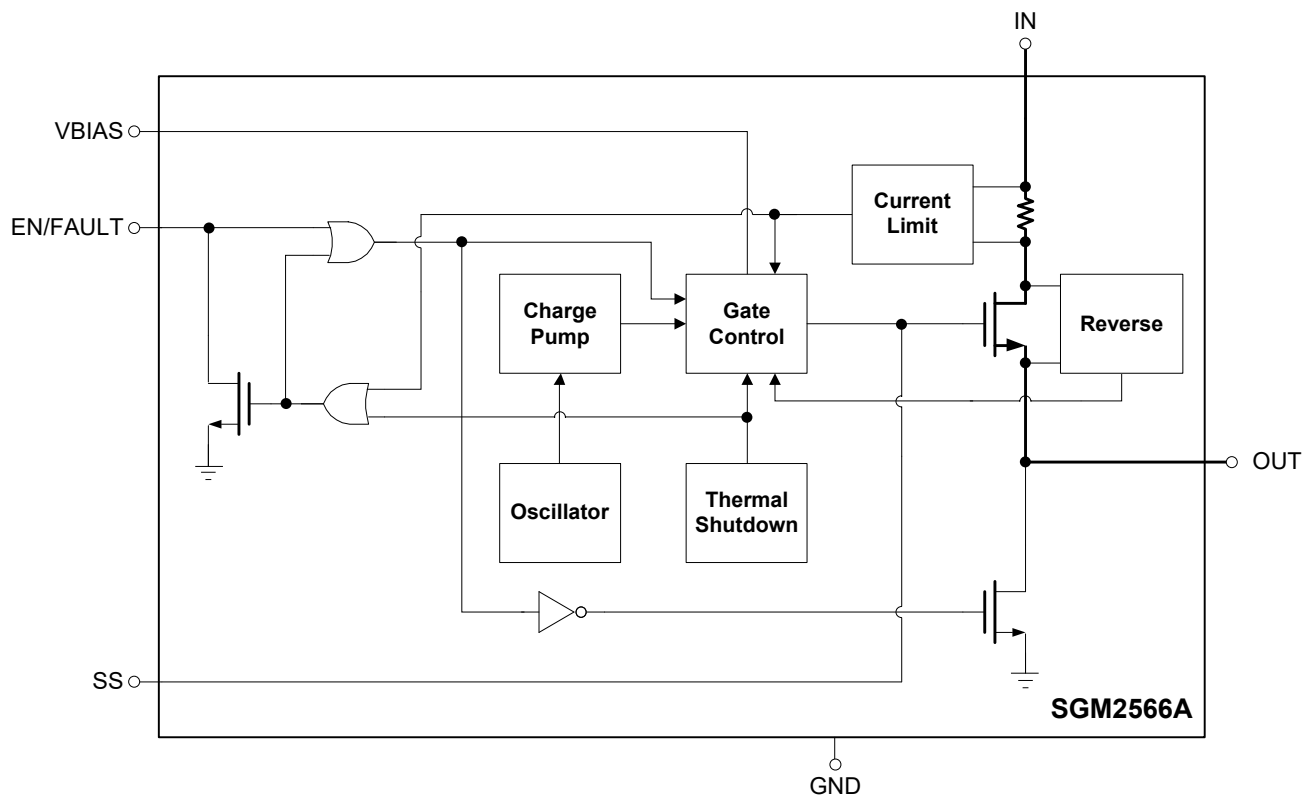 IN
VBIAS
EN/FAULT
Current
Limit
Charge
Pump
Gate
Control
Reverse
Oscillator
Thermal
Shutdown
OUT
SS
SGM2566A
GND